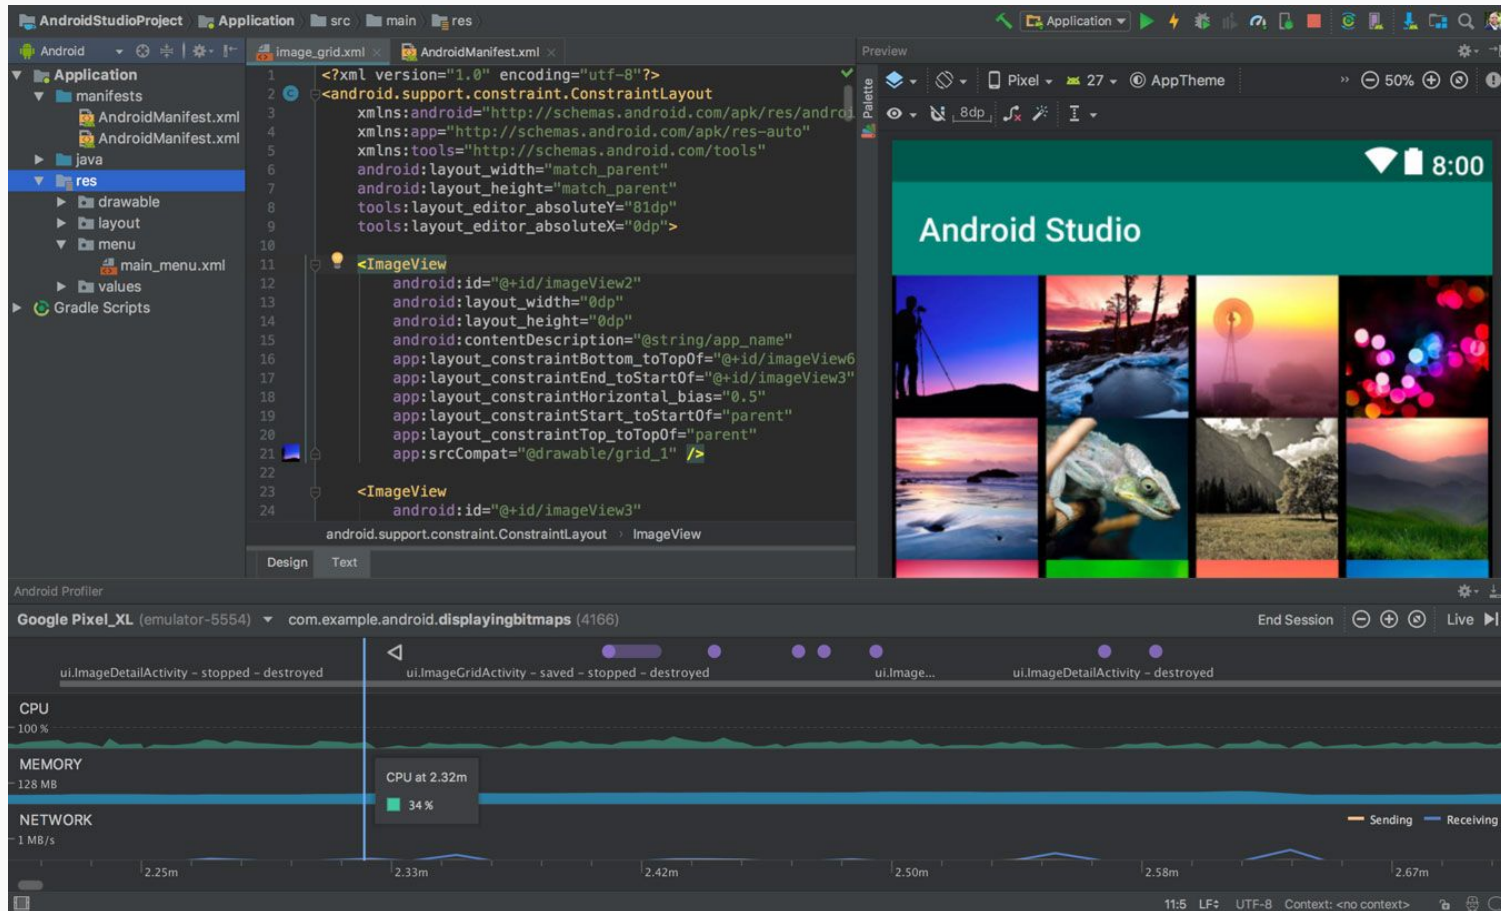 AndroidStudioProject Application src main res Application
Android image_grid.xml AndroidManifest.xml Preview
Application
manifests
AndroidManifest.xml
AndroidManifest.xml
java
res
drawable
layout
menu
main_menu.xml
values
Gradle Scripts
1 <?xml version="1.0" encoding="utf-8"?>
2 <android.support.constraint.ConstraintLayout
3 xmlns:android="http://schemas.android.com/apk/res/androi
4 xmlns:app="http://schemas.android.com/apk/res-auto"
5 xmlns:tools="http://schemas.android.com/tools"
6 android:layout_width="match_parent"
7 android:layout_height="match_parent"
8 tools:layout_editor_absoluteY="81dp"
9 tools:layout_editor_absoluteX="0dp">
10
11 <ImageView
12 android:id="@+id/imageView2"
13 android:layout_width="0dp"
14 android:layout_height="0dp"
15 android:contentDescription="@string/app_name"
16 app:layout_constraintBottom_toTopOf="@+id/imageView6
17 app:layout_constraintEnd_toStartOf="@+id/imageView3"
18 app:layout_constraintHorizontal_bias="0.5"
19 app:layout_constraintStart_toStartOf="parent"
20 app:layout_constraintTop_toTopOf="parent"
21 app:srcCompat="@drawable/grid_1" />
22
23 <ImageView
24 android:id="@+id/imageView3"
android.support.constraint.ConstraintLayout ImageView
Design Text
Palette
Pixel 27 AppTheme 50%
8dp
8:00
Android Studio
Android Profiler
Google Pixel_XL (emulator-5554) com.example.android.displayingbitmaps (4166) End Session Live
ui.ImageDetailActivity – stopped – destroyed ui.ImageGridActivity – saved – stopped – destroyed ui.Image... ui.ImageDetailActivity – destroyed
CPU
100 %
MEMORY
128 MB
CPU at 2.32m
34 %
NETWORK Sending Receiving
1 MB/s
2.25m 2.33m 2.42m 2.50m 2.58m 2.67m
11:5 LF UTF-8 Context: <no context>